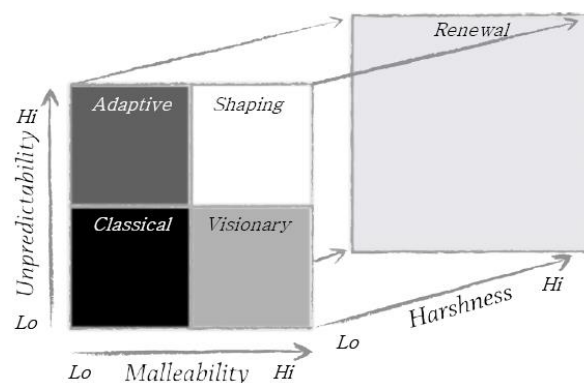 Renewal
Hi
Adaptive Shaping
Unpredictability
Classical Visionary
Lo
Harshness
Hi
Lo
Lo Malleability Hi